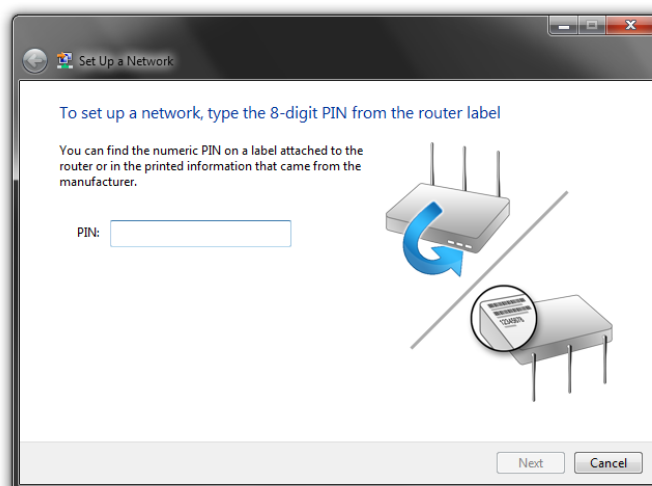 Set Up a Network
To set up a network, type the 8-digit PIN from the router label
You can find the numeric PIN on a label attached to the
router or in the printed information that came from the
manufacturer.
PIN:
12345678
Next
Cancel